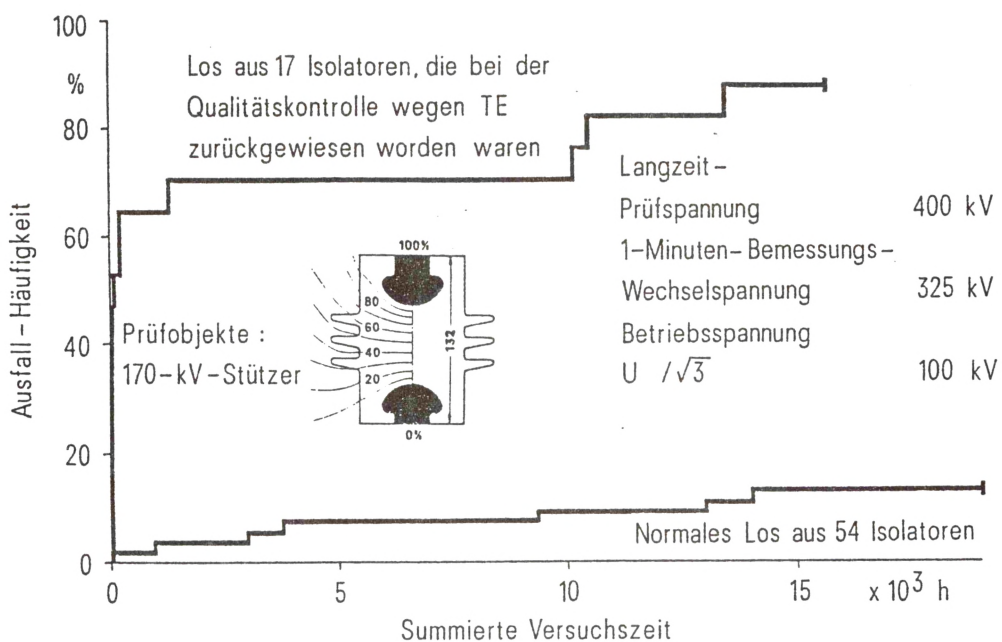 100
%
80
60
40
20
0
Ausfall-Häufigkeit
Los aus 17 Isolatoren, die bei der
Qualitätskontrolle wegen TE
zurückgewiesen worden waren
Langzeit-
Prüfspannung 400 kV
1-Minuten-Bemessungs-
Wechselspannung 325 kV
Betriebsspannung
U /√3 100 kV
Prüfobjekte :
170-kV-Stützer
100%
80
60
40
20
132
0%
Normales Los aus 54 Isolatoren
0 5 10 15 x 10³ h
Summierte Versuchszeit